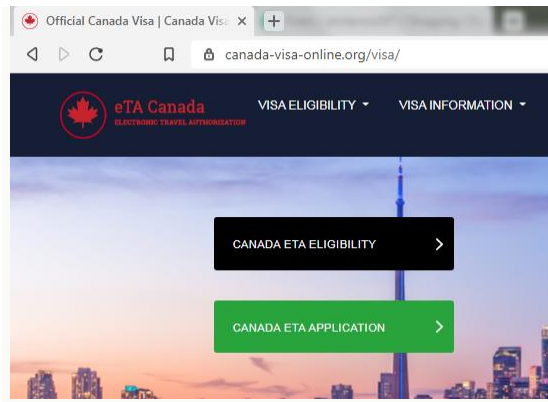 Official Canada Visa | Canada Visa
canada-visa-online.org/visa/
eTA Canada
ELECTRONIC TRAVEL AUTHORIZATION
VISA ELIGIBILITY
VISA INFORMATION
CANADA ETA ELIGIBILITY
CANADA ETA APPLICATION